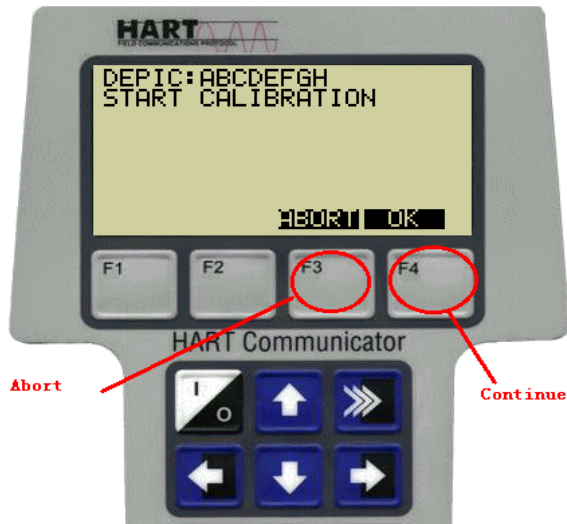 HART
FIELD COMMUNICATIONS PROTOCOL
DEPIC:ABCDEFGH
START CALIBRATION
ABORT OK
F1 F2 F3 F4
HART Communicator
Abort
Continue
I
O